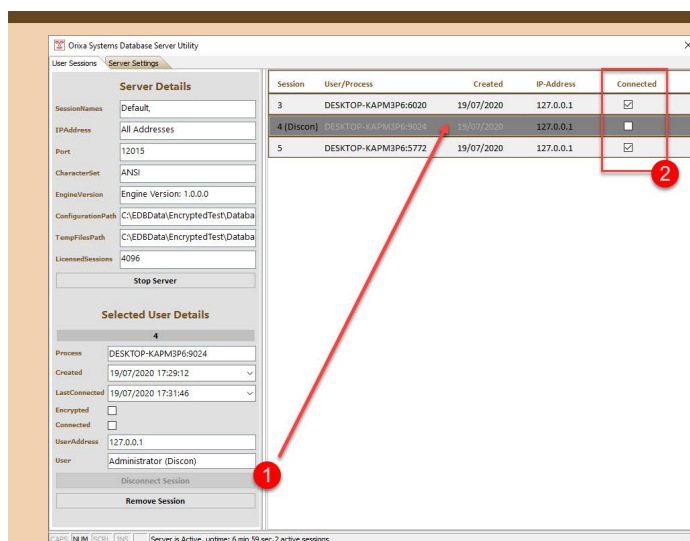 Orixa Systems Database Server Utility
User Sessions
Server Settings
Server Details
SessionNames Default,
IPAddress All Addresses
Port 12015
CharacterSet ANSI
EngineVersion Engine Version: 1.0.0.0
ConfigurationPath C:\EDBData\EncryptedTest\Databa
TempFilesPath C:\EDBData\EncryptedTest\Databa
LicensedSessions 4096
Stop Server
Selected User Details
4
Process DESKTOP-KAPM3P6:9024
Created 19/07/2020 17:29:12
LastConnected 19/07/2020 17:31:46
Encrypted
Connected
UserAddress 127.0.0.1
User Administrator (Discon)
Disconnect Session
Remove Session
Session User/Process Created IP-Address Connected
3 DESKTOP-KAPM3P6:6020 19/07/2020 127.0.0.1
4 (Discon) DESKTOP-KAPM3P6:9024 19/07/2020 127.0.0.1
5 DESKTOP-KAPM3P6:5772 19/07/2020 127.0.0.1
2
1
CAPS NUM SCRL INS Server is Active, uptime: 6 min 59 sec 2 active sessions